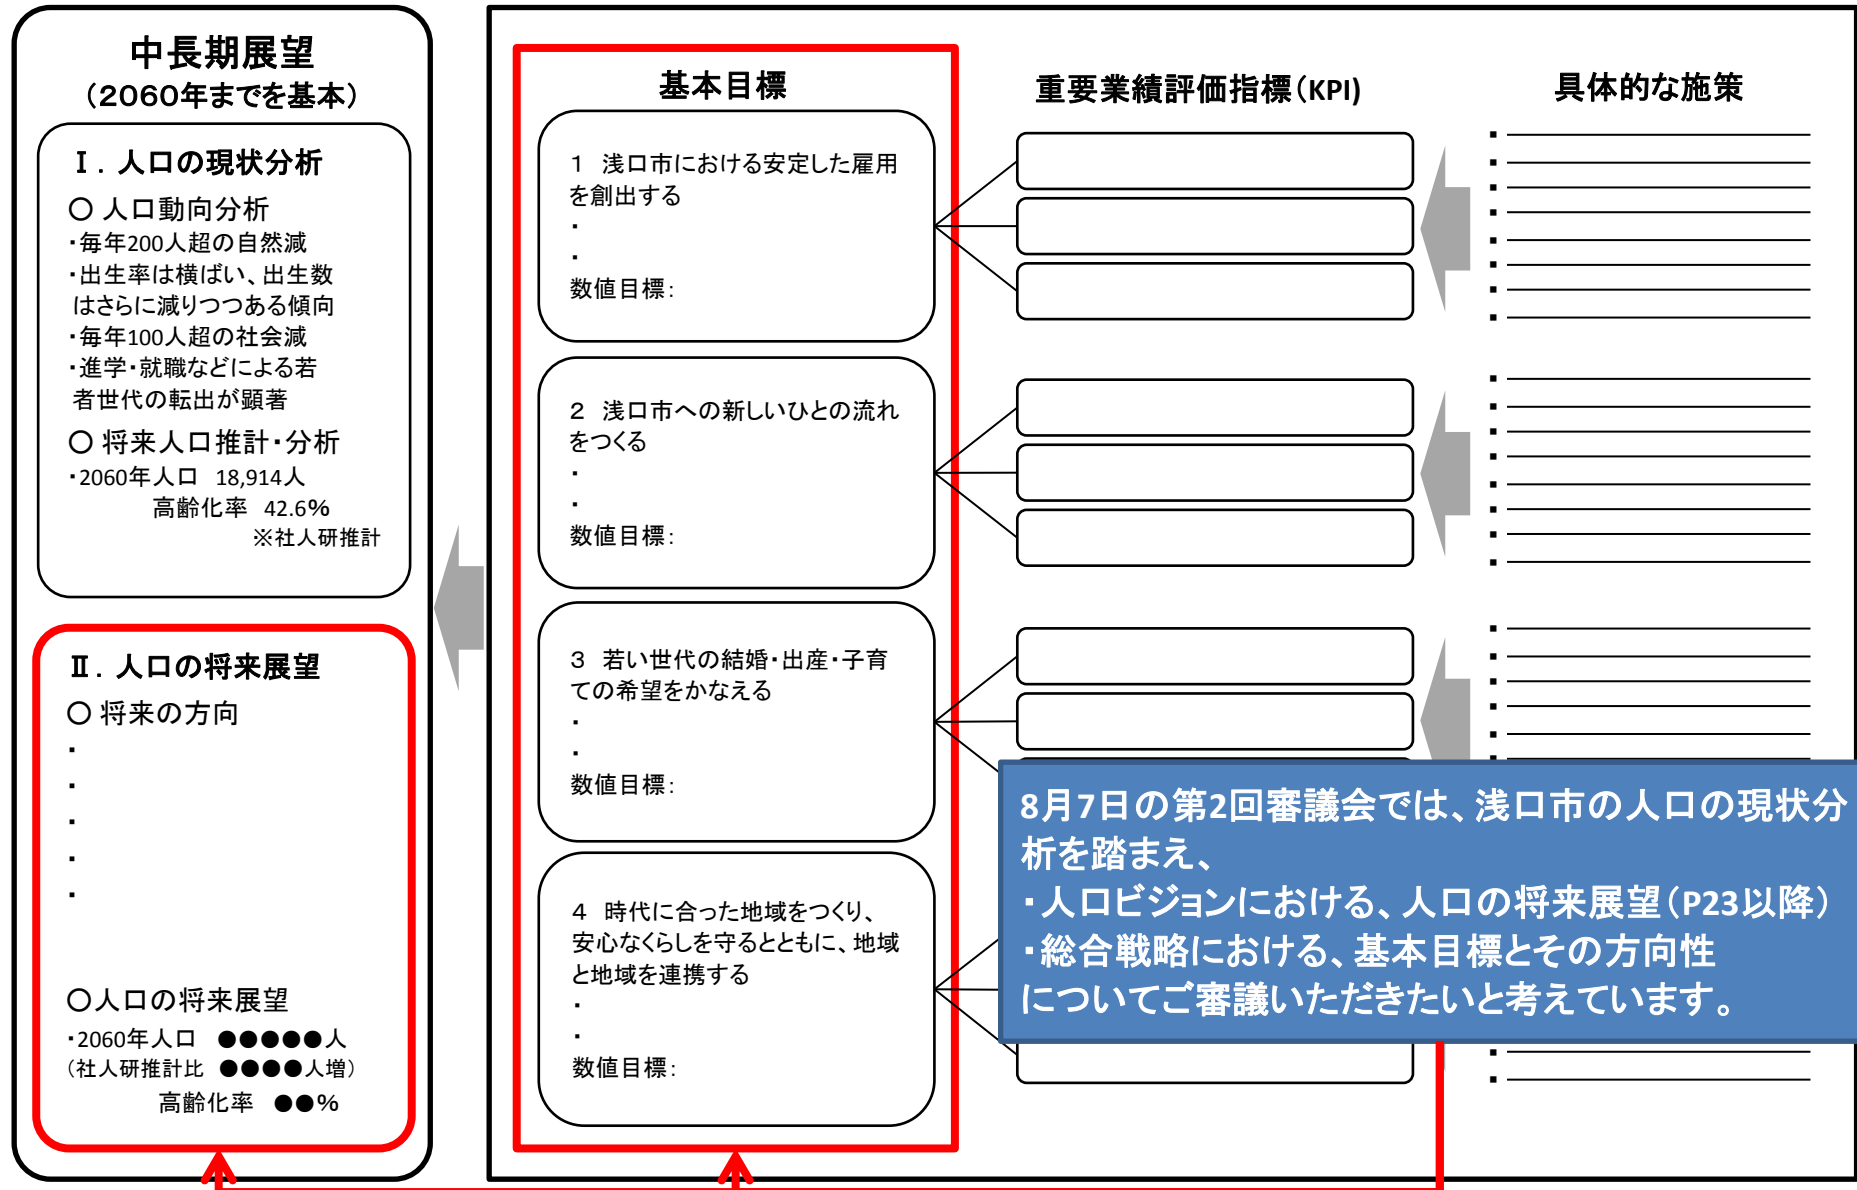 中長期展望
(2060年までを基本)
Ⅰ．人口の現状分析
○ 人口動向分析
・毎年200人超の自然減
・出生率は横ばい、出生数
はさらに減りつつある傾向
・毎年100人超の社会減
・進学・就職などによる若
者世代の転出が顕著
○ 将来人口推計・分析
・2060年人口 18,914人
高齢化率 42.6%
※社人研推計
Ⅱ．人口の将来展望
○ 将来の方向
・
・
・
・
・
○人口の将来展望
・2060年人口 ●●●●●人
(社人研推計比 ●●●●人増)
高齢化率 ●●%
基本目標
1 浅口市における安定した雇用
を創出する
・
・
数値目標：
2 浅口市への新しいひとの流れ
をつくる
・
・
数値目標：
3 若い世代の結婚・出産・子育
ての希望をかなえる
・
・
数値目標：
4 時代に合った地域をつくり、
安心なくらしを守るとともに、地域
と地域を連携する
・
・
数値目標：
重要業績評価指標(KPI)
具体的な施策
8月7日の第2回審議会では、浅口市の人口の現状分
析を踏まえ、
・人口ビジョンにおける、人口の将来展望(P23以降)
・総合戦略における、基本目標とその方向性
についてご審議いただきたいと考えています。